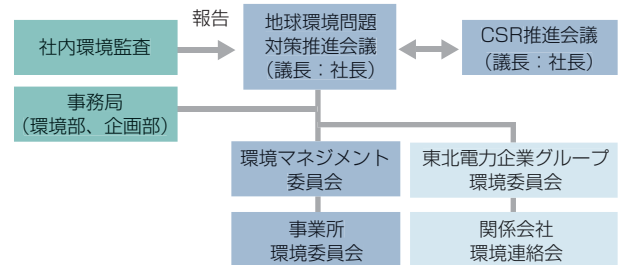 報告
社内環境監査
地球環境問題
対策推進会議
（議長：社長）
CSR推進会議
（議長：社長）
事務局
（環境部、企画部）
環境マネジメント
委員会
東北電力企業グループ
環境委員会
事業所
環境委員会
関係会社
環境連絡会